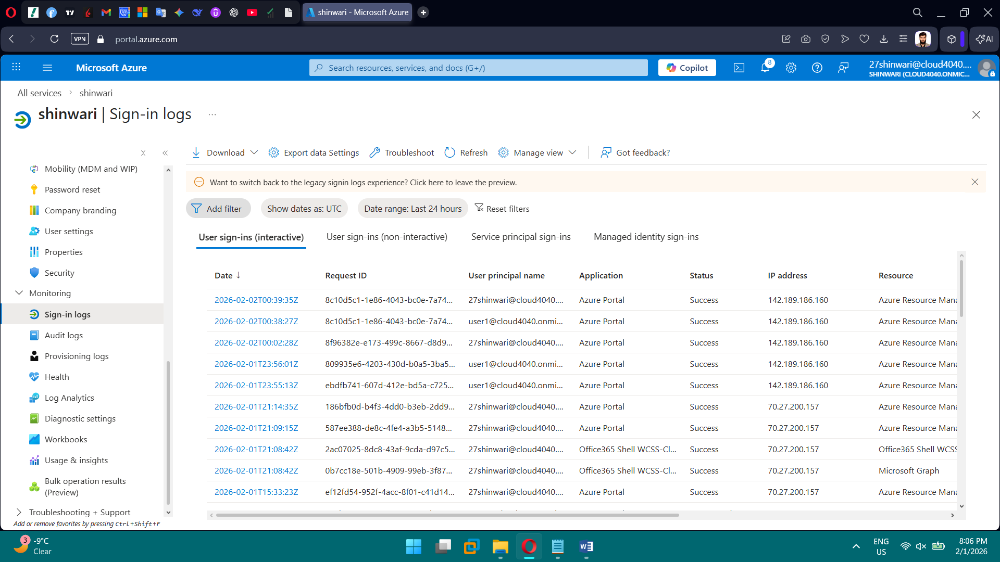 shinwari - Microsoft Azure
VPN
portal.azure.com
AI
Microsoft Azure
Search resources, services, and docs (G+/)
Copilot
8
27shinwari@cloud4040....
SHINWARI (CLOUD4040.ONMIC...
All services > shinwari
shinwari | Sign-in logs ...
Download
Export data Settings
Troubleshoot
Refresh
Manage view
Got feedback?
Want to switch back to the legacy signin logs experience? Click here to leave the preview.
Add filter
Show dates as: UTC
Date range: Last 24 hours
Reset filters
User sign-ins (interactive)
User sign-ins (non-interactive)
Service principal sign-ins
Managed identity sign-ins
Mobility (MDM and WIP)
Password reset
Company branding
User settings
Properties
Security
Monitoring
Sign-in logs
Audit logs
Provisioning logs
Health
Log Analytics
Diagnostic settings
Workbooks
Usage & insights
Bulk operation results
(Preview)
Troubleshooting + Support
Add or remove favorites by pressing Ctrl+Shift+F
Date ↓ Request ID User principal name Application Status IP address Resource
2026-02-02T00:39:35Z 8c10d5c1-1e86-4043-bc0e-7a74... 27shinwari@cloud4040.... Azure Portal Success 142.189.186.160 Azure Resource Mana
2026-02-02T00:38:27Z 8c10d5c1-1e86-4043-bc0e-7a74... user1@cloud4040.onmi... Azure Portal Success 142.189.186.160 Azure Resource Mana
2026-02-02T00:02:28Z 8f96382e-e173-499c-8667-d8d9... 27shinwari@cloud4040.... Azure Portal Success 142.189.186.160 Azure Resource Mana
2026-02-01T23:56:01Z 809935e6-4203-430d-b0a5-3ba5... user1@cloud4040.onmi... Azure Portal Success 142.189.186.160 Azure Resource Mana
2026-02-01T23:55:13Z ebdfb741-607d-412e-bd5a-c725... user1@cloud4040.onmi... Azure Portal Success 142.189.186.160 Azure Resource Mana
2026-02-01T21:14:35Z 186bfb0d-b4f3-4dd0-b3eb-2dd9... 27shinwari@cloud4040.... Azure Portal Success 70.27.200.157 Azure Resource Mana
2026-02-01T21:09:15Z 587ee388-de8c-4fe4-a3b5-5148... 27shinwari@cloud4040.... Azure Portal Success 70.27.200.157 Azure Resource Mana
2026-02-01T21:08:42Z 2ac07025-8dc8-43af-9cda-d97c5... 27shinwari@cloud4040.... Office365 Shell WCSS-Cl... Success 70.27.200.157 Office365 Shell WCSS
2026-02-01T21:08:42Z 0b7cc18e-501b-4909-99eb-3f87... 27shinwari@cloud4040.... Office365 Shell WCSS-Cl... Success 70.27.200.157 Microsoft Graph
2026-02-01T15:33:23Z ef12fd54-952f-4acc-8f01-c41d14... 27shinwari@cloud4040.... Azure Portal Success 70.27.200.157 Azure Resource Mana
3
-9°C
Clear
ENG
US
8:06 PM
2/1/2026